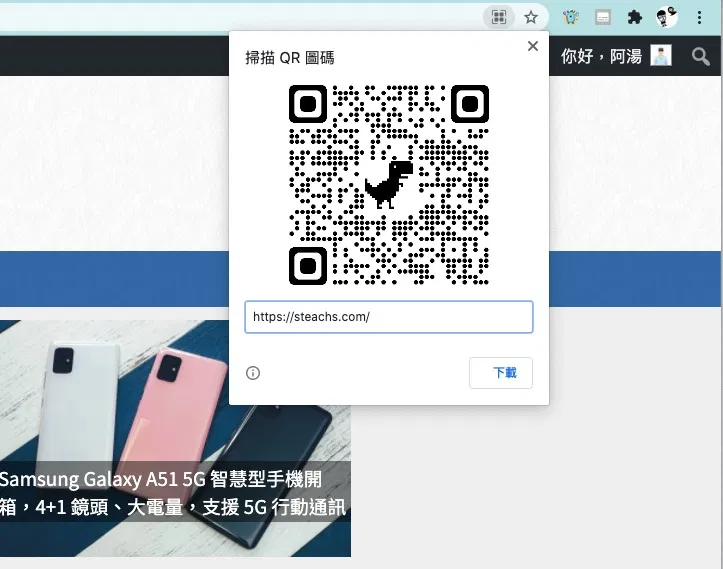 你好，阿湯
掃描 QR 圖碼
https://steachs.com/
下載
Samsung Galaxy A51 5G 智慧型手機開
箱，4+1 鏡頭、大電量，支援 5G 行動通訊